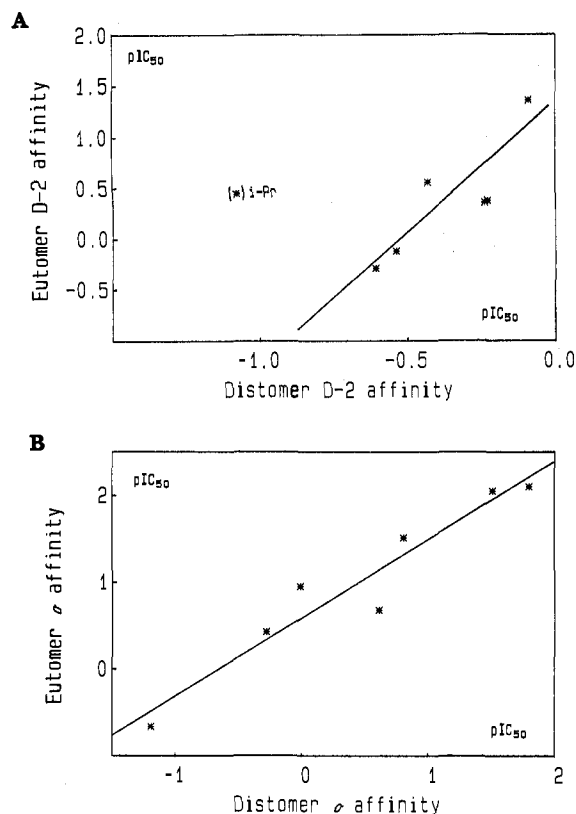 A
2.0
pIC50
1.5
1.0
0.5
(*) i-Pr
0.0
-0.5
pIC50
-1.0
-0.5
0.0
Eutomer D-2 affinity
Distomer D-2 affinity
B
pIC50
2
1
0
pIC50
-1
0
1
2
Eutomer σ affinity
Distomer σ affinity